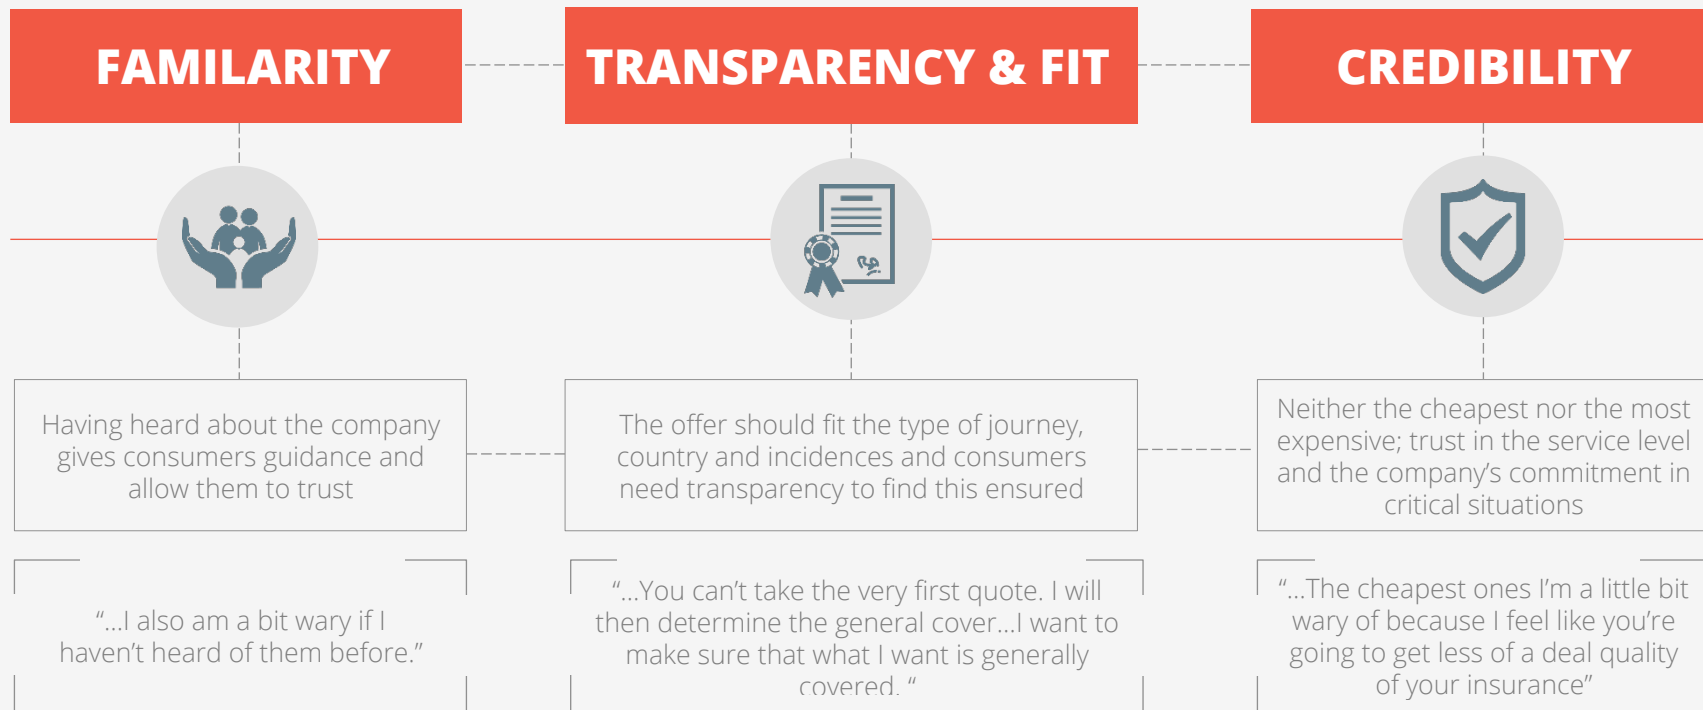 FAMILARITY
TRANSPARENCY & FIT
CREDIBILITY
Having heard about the company
gives consumers guidance and
allow them to trust
The offer should fit the type of journey,
country and incidences and consumers
need transparency to find this ensured
Neither the cheapest nor the most
expensive; trust in the service level
and the company’s commitment in
critical situations
“…I also am a bit wary if I
haven’t heard of them before.”
“…You can’t take the very first quote. I will
then determine the general cover…I want to
make sure that what I want is generally
covered. “
“…The cheapest ones I’m a little bit
wary of because I feel like you’re
going to get less of a deal quality
of your insurance”